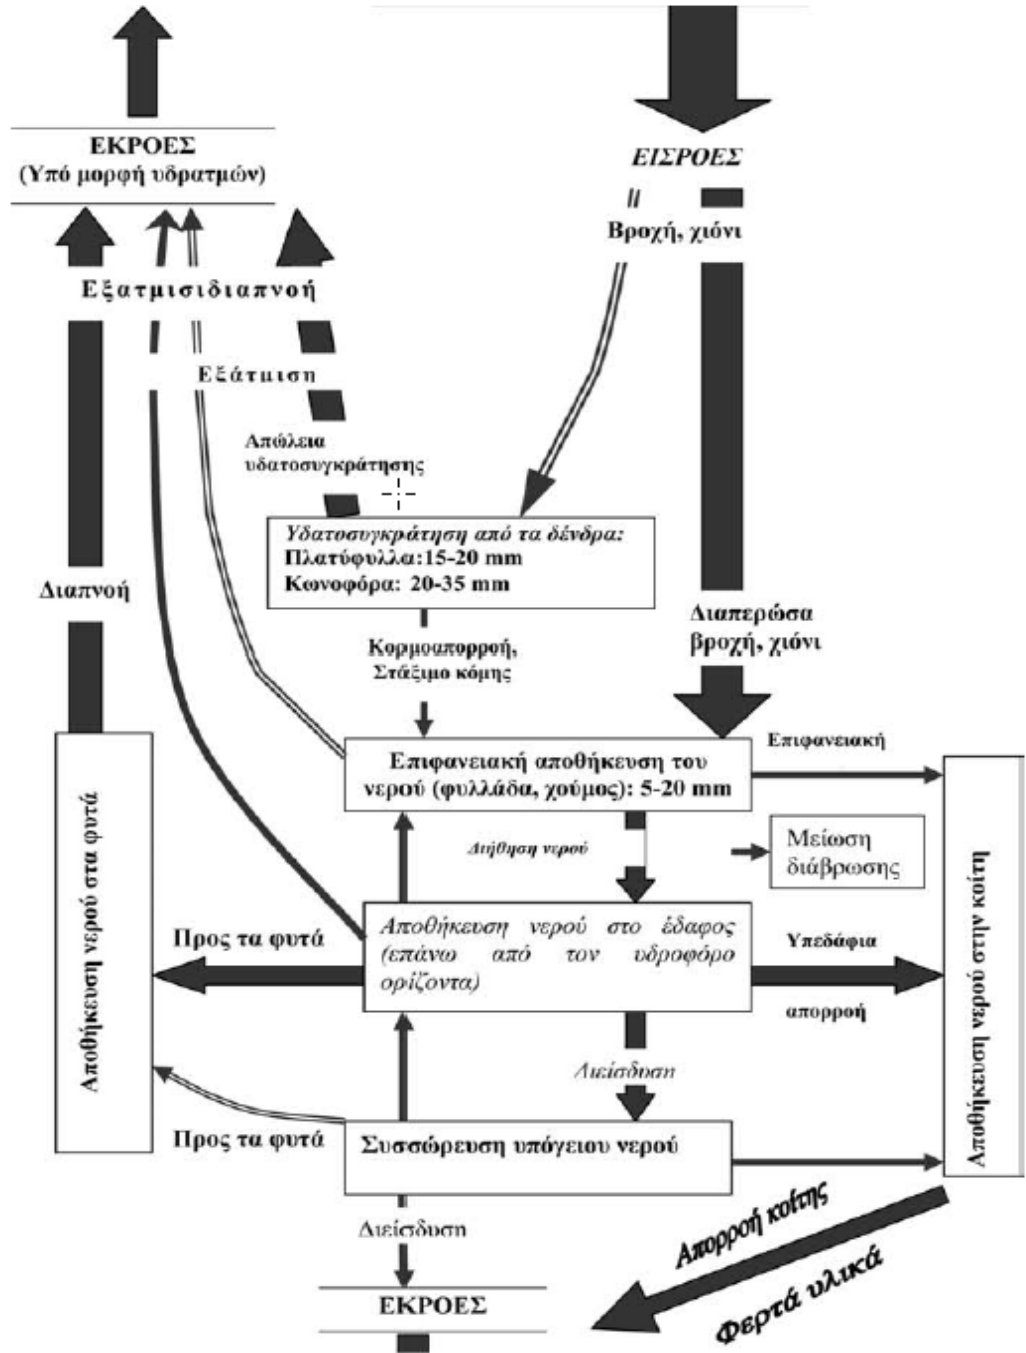 ΕΚΡΟΕΣ
(Υπό μορφή υδρατμών)
ΕΙΣΡΟΕΣ
Βροχή, χιόνι
Εξατμισιδιαπνοή
Εξάτμιση
Απώλεια
υδατοσυγκράτησης
Υδατοσυγκράτηση από τα δένδρα:
Πλατύφυλλα:15-20 mm
Κωνοφόρα: 20-35 mm
Διαπνοή
Διαπερώσα
βροχή, χιόνι
Κορμοαπορροή,
Στάξιμο κόμης
Επιφανειακή αποθήκευση του
νερού (φυλλάδα, χούμος): 5-20 mm
Επιφανειακή
Διήθηση νερού
Μείωση
διάβρωσης
Αποθήκευση νερού στα φυτά
Προς τα φυτά
Αποθήκευση νερού στο έδαφος
(επάνω από τον υδροφόρο
ορίζοντα)
Υπεδάφια
απορροή
Αποθήκευση νερού στην κοίτη
Διείσδυση
Προς τα φυτά
Συσσώρευση υπόγειου νερού
Διείσδυση
Απορροή κοίτης
Φερτά υλικά
ΕΚΡΟΕΣ